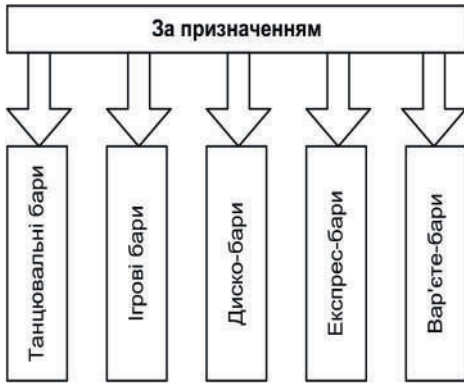 За призначенням
Танцювальні бари
Ігрові бари
Диско-бари
Експрес-бари
Вар'єте-бари